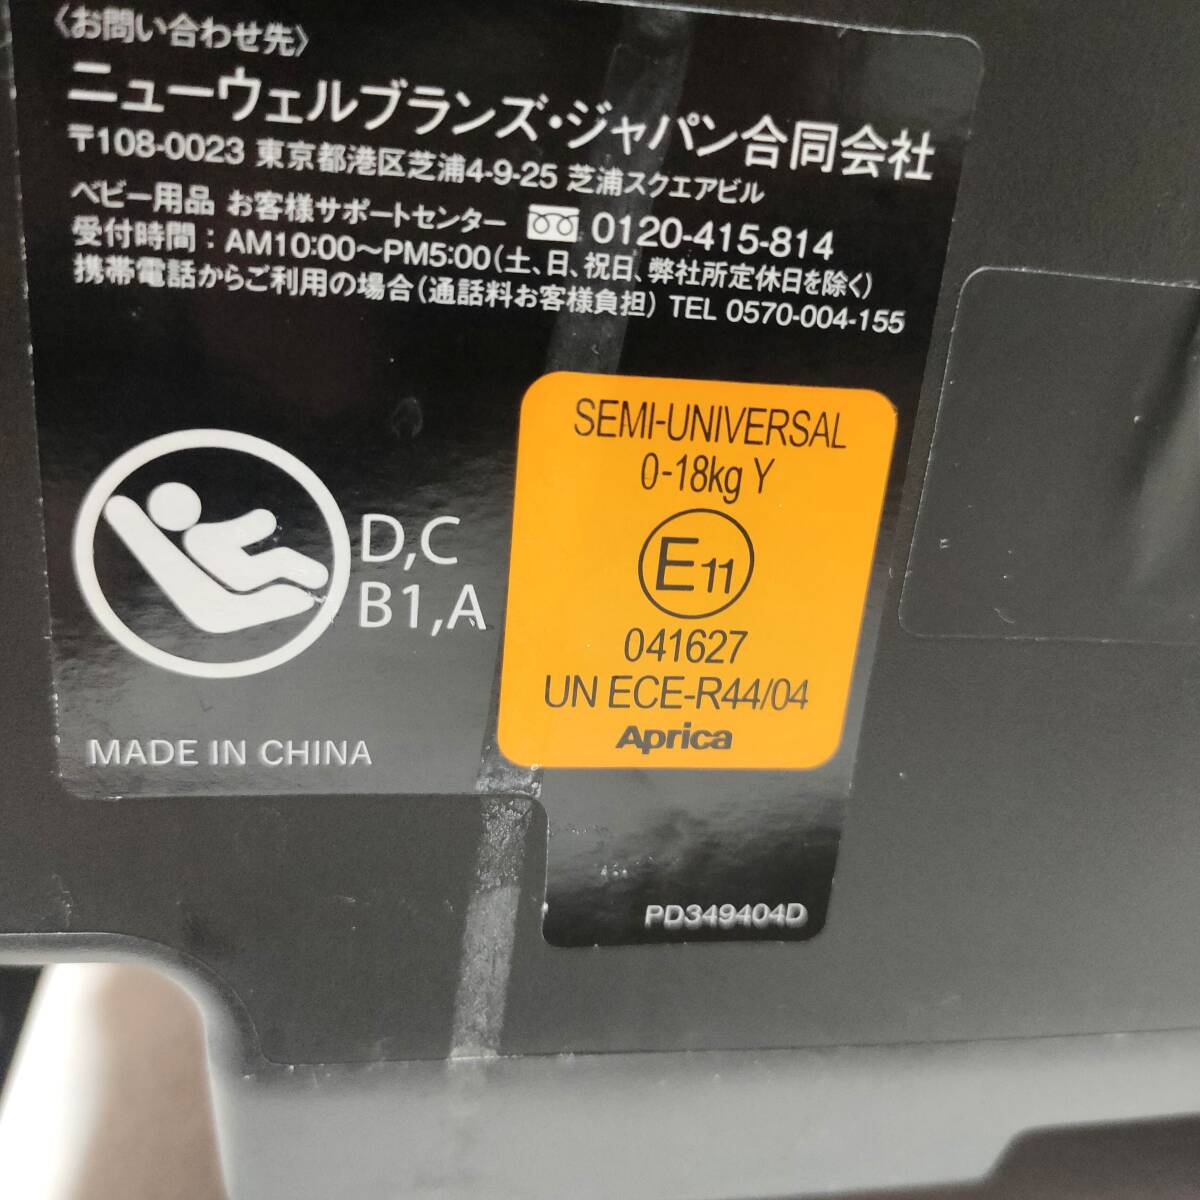 〈お問い合わせ先〉
ニューウェルブランズ・ジャパン合同会社
〒108-0023 東京都港区芝浦4-9-25 芝浦スクエアビル
ベビー用品 お客様サポートセンター 0120-415-814
受付時間：AM10:00～PM5:00(土、日、祝日、弊社所定休日を除く)
携帯電話からご利用の場合(通話料お客様負担) TEL 0570-004-155
SEMI-UNIVERSAL
0-18kg Y
E11
041627
UN ECE-R44/04
Aprica
D,C
B1,A
MADE IN CHINA
PD349404D